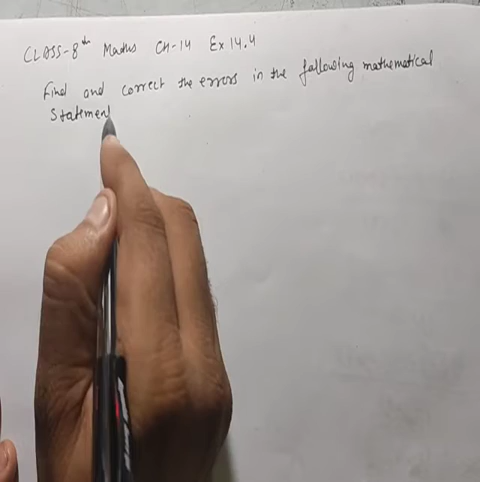 CLASS-8th Maths CH-14 Ex 14.4
Find and correct the errors in the following mathematical
Statement